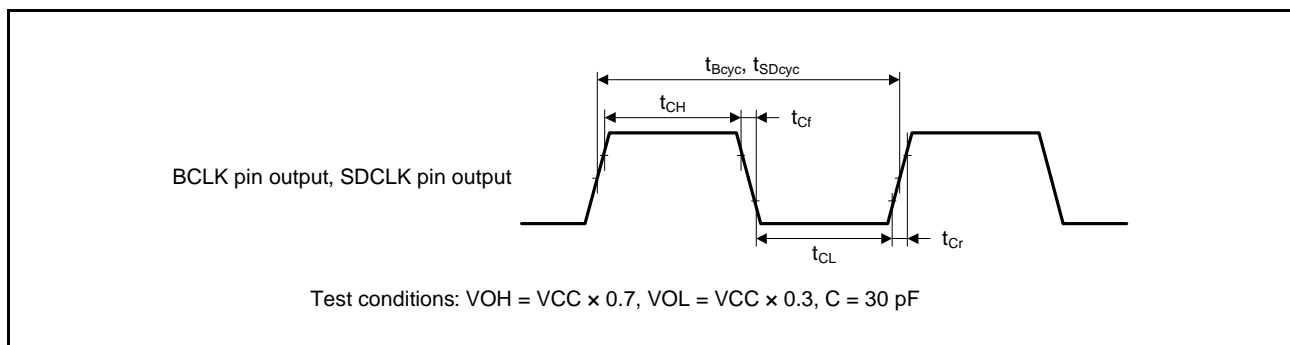 tBcyc, tSDcyc
tCH
tCf
BCLK pin output, SDCLK pin output
tCr
tCL
Test conditions: VOH = VCC × 0.7, VOL = VCC × 0.3, C = 30 pF